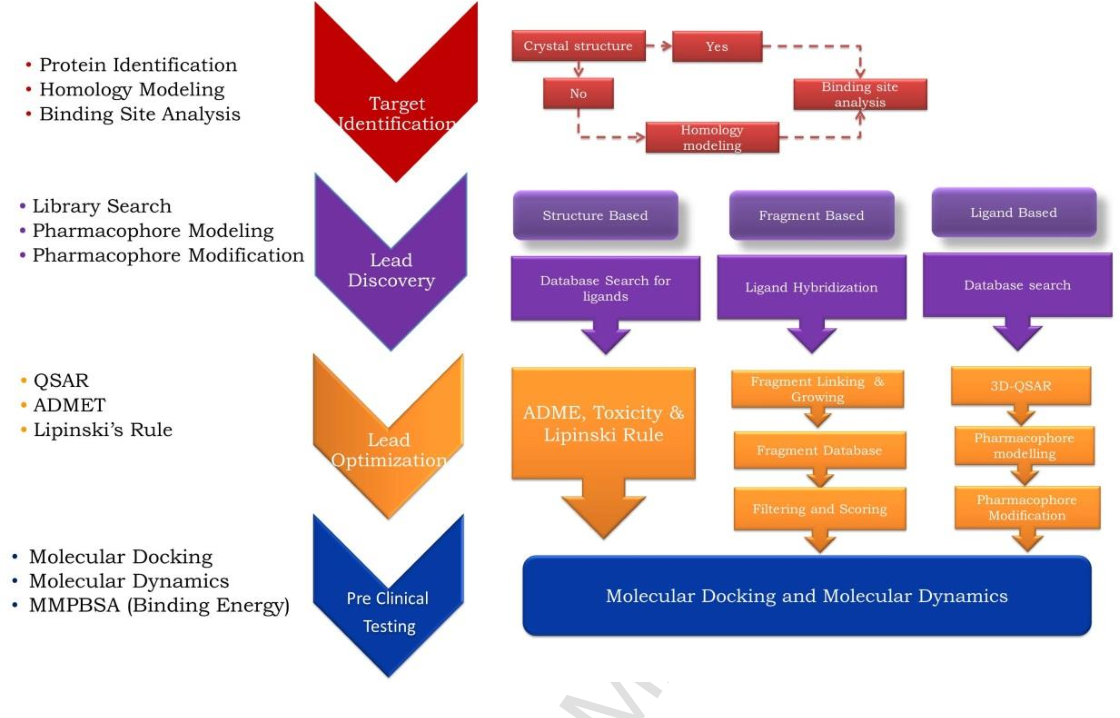 • Protein Identification
• Homology Modeling
• Binding Site Analysis
Target
Identification
Crystal structure
Yes
No
Binding site
analysis
Homology
modeling
• Library Search
• Pharmacophore Modeling
• Pharmacophore Modification
Lead
Discovery
Structure Based
Fragment Based
Ligand Based
Database Search for
ligands
Ligand Hybridization
Database search
• QSAR
• ADMET
• Lipinski's Rule
Lead
Optimization
ADME, Toxicity &
Lipinski Rule
Fragment Linking &
Growing
Fragment Database
Filtering and Scoring
3D-QSAR
Pharmacophore
modelling
Pharmacophore
Modification
• Molecular Docking
• Molecular Dynamics
• MMPBSA (Binding Energy)
Pre Clinical
Testing
Molecular Docking and Molecular Dynamics